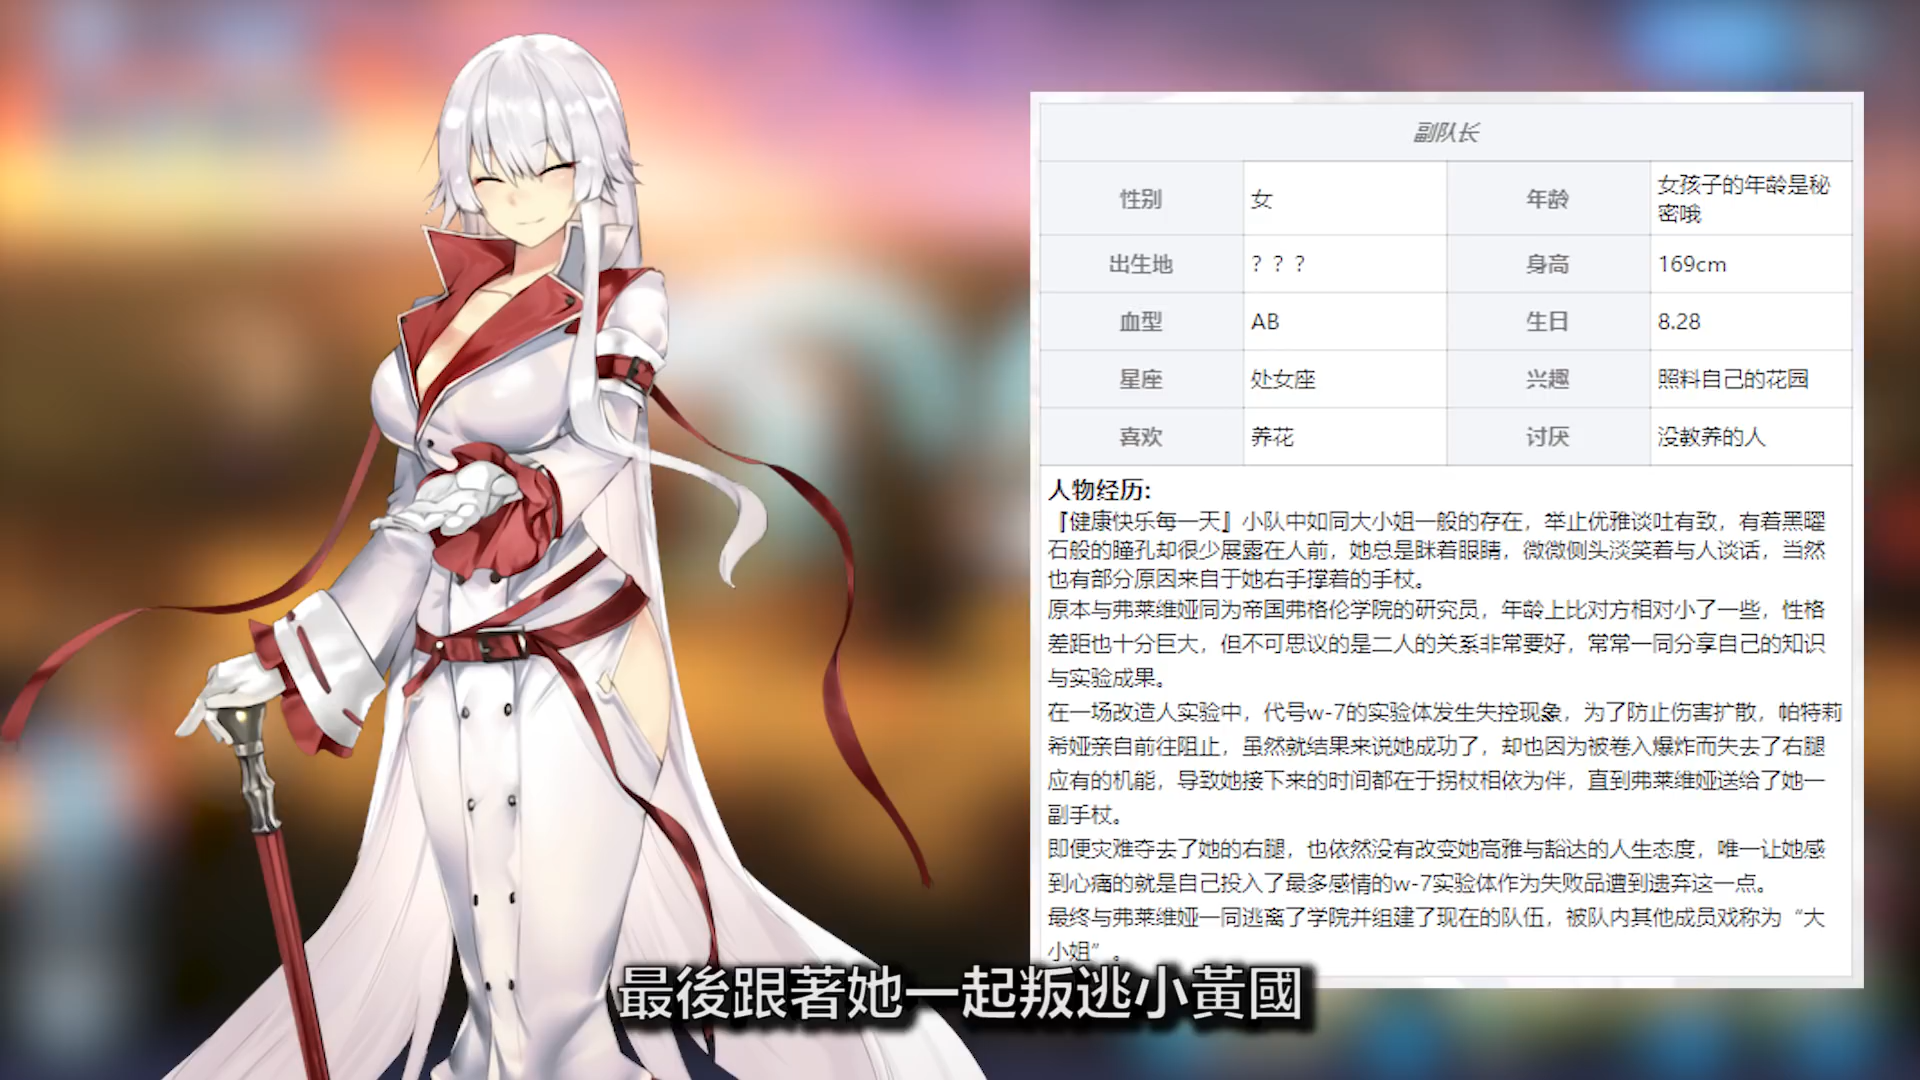 副队长
性别 女 年龄 女孩子的年龄是秘
密哦
出生地 ？？？ 身高 169cm
血型 AB 生日 8.28
星座 处女座 兴趣 照料自己的花园
喜欢 养花 讨厌 没教养的人
人物经历:
『健康快乐每一天』小队中如同大小姐一般的存在，举止优雅谈吐有致，有着黑曜
石般的瞳孔却很少展露在人前，她总是眯着眼睛，微微侧头淡笑着与人谈话，当然
也有部分原因来自于她右手撑着的手杖。
原本与弗莱维娅同为帝国弗格伦学院的研究员，年龄上比对方相对小了一些，性格
差距也十分巨大，但不可思议的是二人的关系非常要好，常常一同分享自己的知识
与实验成果。
在一场改造人实验中，代号w-7的实验体发生失控现象，为了防止伤害扩散，帕特莉
希娅亲自前往阻止，虽然就结果来说她成功了，却也因为被卷入爆炸而失去了右腿
应有的机能，导致她接下来的时间都在于拐杖相依为伴，直到弗莱维娅送给了她一
副手杖。
即便灾难夺去了她的右腿，也依然没有改变她高雅与豁达的人生态度，唯一让她感
到心痛的就是自己投入了最多感情的w-7实验体作为失败品遭到遗弃这一点。
最终与弗莱维娅一同逃离了学院并组建了现在的队伍，被队内其他成员戏称为“大
小姐”。
最後跟著她一起叛逃小黃國